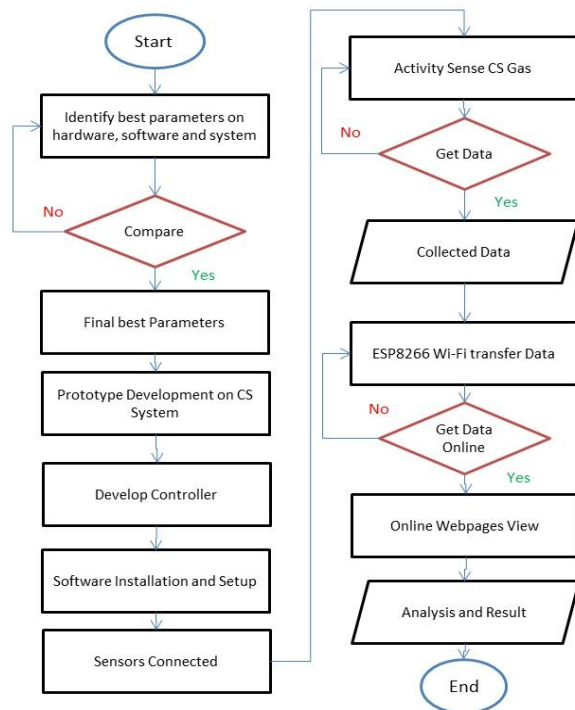 Start
Identify best parameters on
hardware, software and system
No
Compare
Yes
Final best Parameters
Prototype Development on CS
System
Develop Controller
Software Installation and Setup
Sensors Connected
Activity Sense CS Gas
No
Get Data
Yes
Collected Data
ESP8266 Wi-Fi transfer Data
No
Get Data
Online
Yes
Online Webpages View
Analysis and Result
End